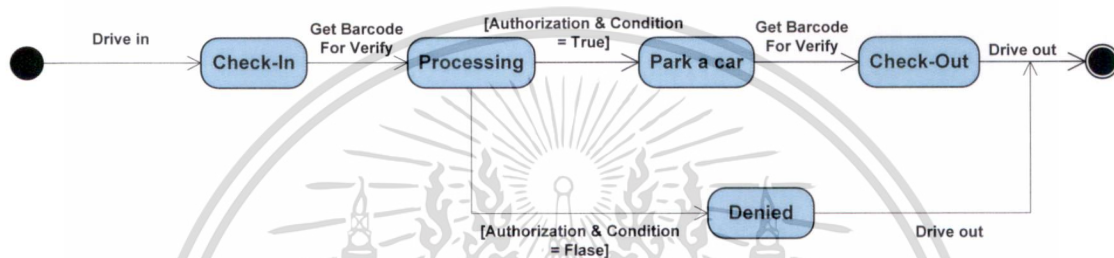 Drive in
Check-In
Get Barcode
For Verify
Processing
[Authorization & Condition
= True]
Park a car
Get Barcode
For Verify
Check-Out
Drive out
[Authorization & Condition
= Flase]
Denied
Drive out